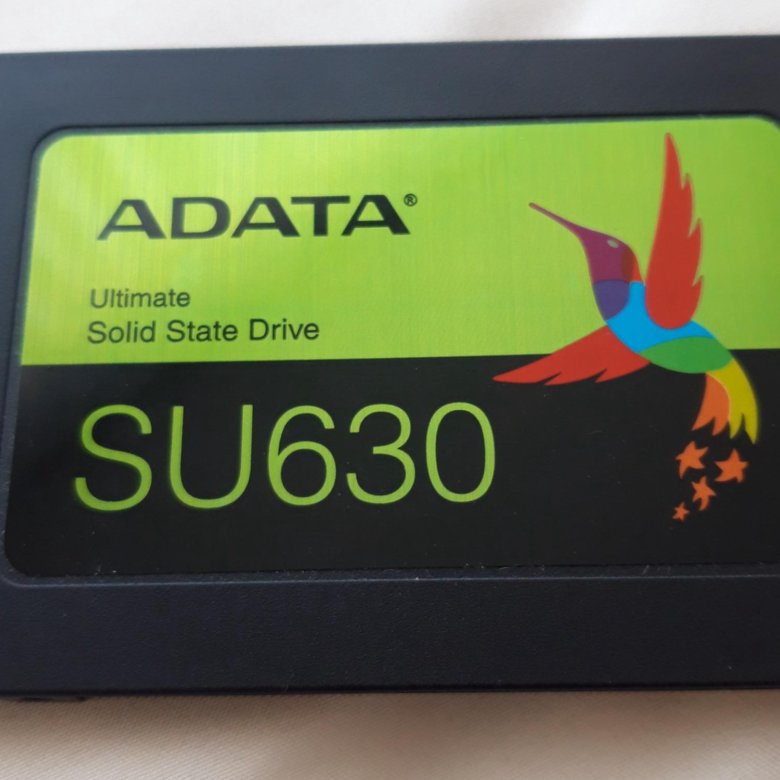 ADATA®
Ultimate
Solid State Drive
SU630